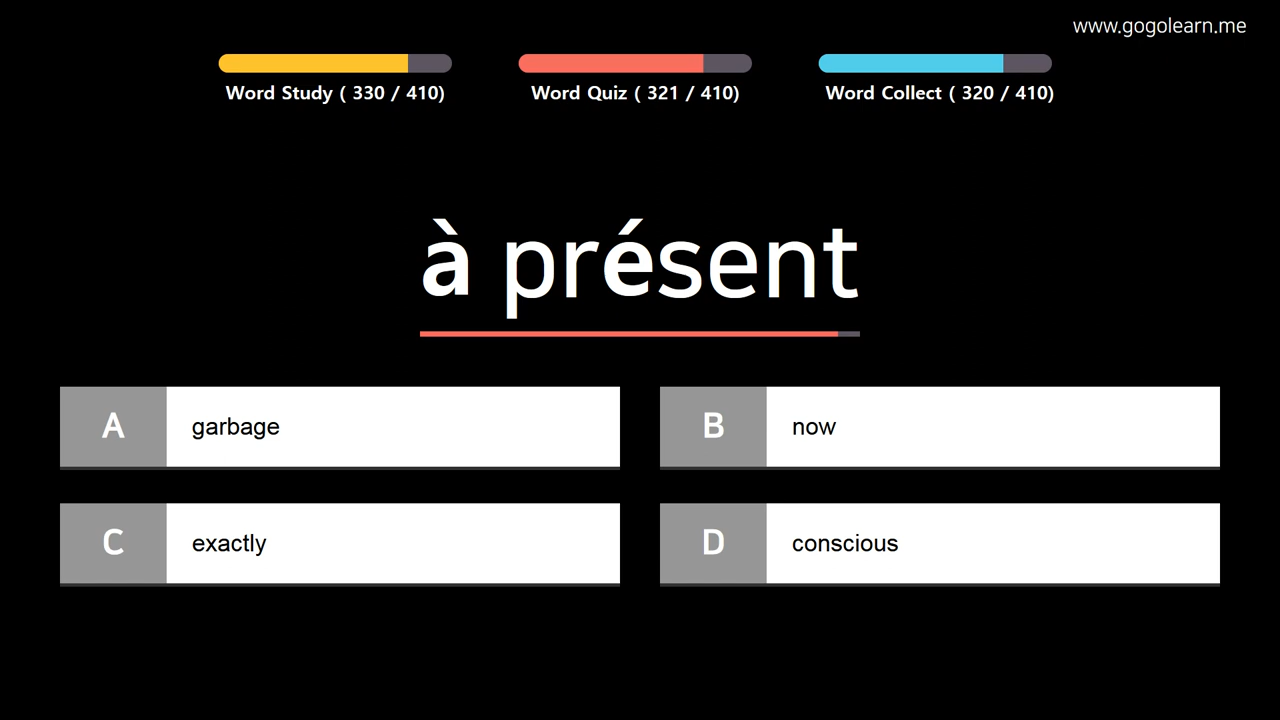 www.gogolearn.me
Word Study ( 330 / 410)
Word Quiz ( 321 / 410)
Word Collect ( 320 / 410)
à présent
A garbage
B now
C exactly
D conscious